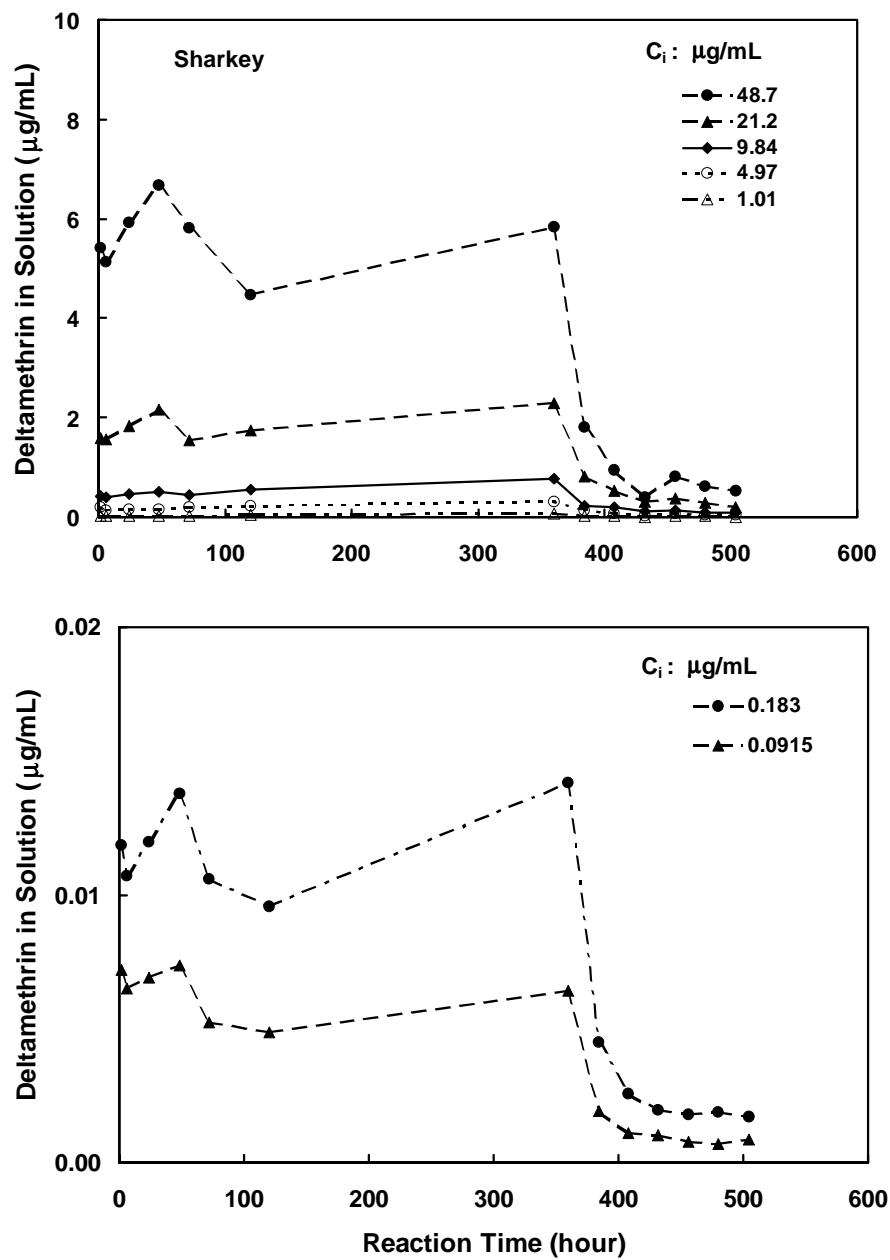 10
Sharkey
Cᵢ : μg/mL
48.7
21.2
9.84
4.97
1.01
8
6
4
2
0
Deltamethrin in Solution (μg/mL)
0 100 200 300 400 500 600
0.02
Cᵢ : μg/mL
0.183
0.0915
0.01
0.00
Deltamethrin in Solution (μg/mL)
0 100 200 300 400 500 600
Reaction Time (hour)